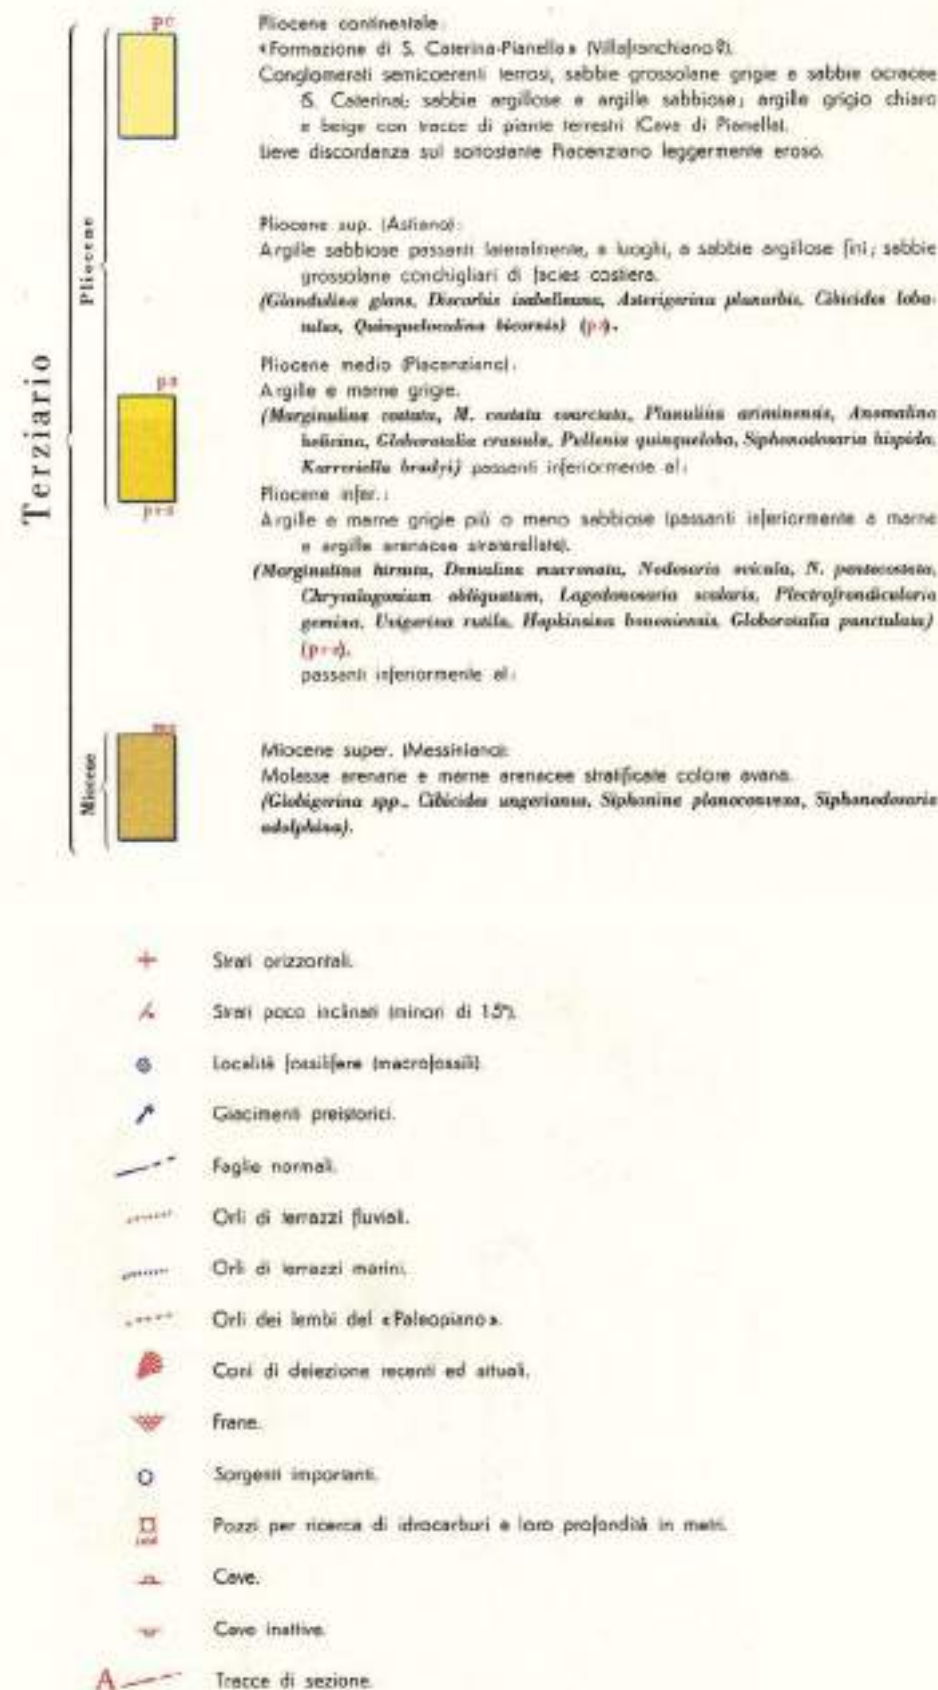 Terziario
Pliocene
Miocene
pc
Pliocene continentale:
«Formazione di S. Caterina-Pianella» (Villafranchiano?).
Conglomerati semicoerenti terrosi, sabbie grossolane grigie e sabbie ocracee
(S. Caterina); sabbie argillose e argille sabbiose; argille grigio chiaro
e beige con tracce di piante terrestri (Cava di Pianella).
Lieve discordanza sul sottostante Piacenziano leggermente eroso.
Pliocene sup. (Astiano):
Argille sabbiose passanti lateralmente, a luoghi, a sabbie argillose fini; sabbie
grossolane conchigliari di facies costiera.
(Glandulina glans, Discorbis isabelleana, Asterigerina planorbis, Cibicides loba-
tulus, Quinqueloculina bicornis)
Pliocene medio (Piacenziano):
Argille e marne grigie.
(Marginulina costata, M. costata coarctata, Planulina ariminensis, Anomalina
helicina, Globorotalia crassula, Pullenia quinqueloba, Siphonodosaria hispida,
Karreriella bradyi) passanti inferiormente al:
Pliocene infer.:
Argille e marne grigie più o meno sabbiose (passanti inferiormente a marne
e argille arenacee straterellate).
(Marginulina hirsuta, Dentalina mucronata, Nodosaria ovicula, N. pentecostata,
Chrysalogonium obliquatum, Lagodonosaria scalaris, Plectrofrondicularia
gemina, Uvigerina rutila, Hopkinsina bononiensis, Globorotalia punctulata)
passanti inferiormente al:
Miocene super. (Messiniano):
Molasse arenarie e marne arenacee stratificate colore avana.
(Globigerina spp., Cibicides ungerianus, Siphonina planoconvexa, Siphonodosaria
adolphina).
Strati orizzontali.
Strati poco inclinati (minori di 15°).
Località fossilifere (macrofossili).
Giacimenti preistorici.
Faglie normali.
Orli di terrazzi fluviali.
Orli di terrazzi marini.
Orli dei lembi del «Paleopiano».
Coni di deiezione recenti ed attuali.
Frane.
Sorgenti importanti.
Pozzi per ricerca di idrocarburi e loro profondità in metri.
Cave.
Cave inattive.
A
Tracce di sezione.